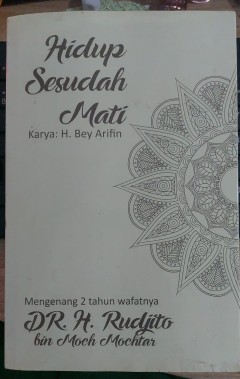 Hidup
Sesudah
Mati
Karya: H. Bey Arifin
Mengenang 2 tahun wafatnya
DR. H. Rudjito
bin Moch Mochtar